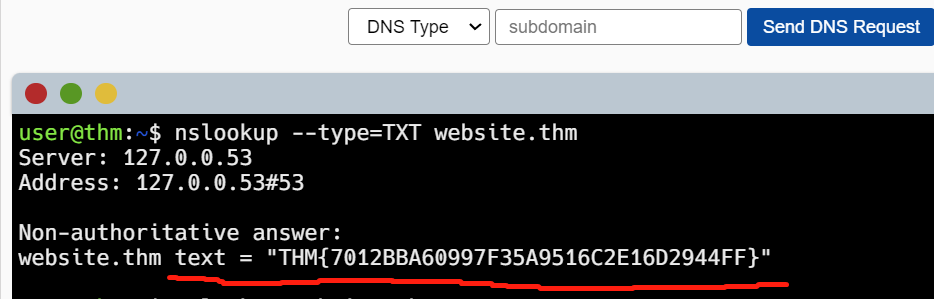 DNS Type
subdomain
Send DNS Request
user@thm:~$ nslookup --type=TXT website.thm
Server: 127.0.0.53
Address: 127.0.0.53#53
Non-authoritative answer:
website.thm text = "THM{7012BBA60997F35A9516C2E16D2944FF}"